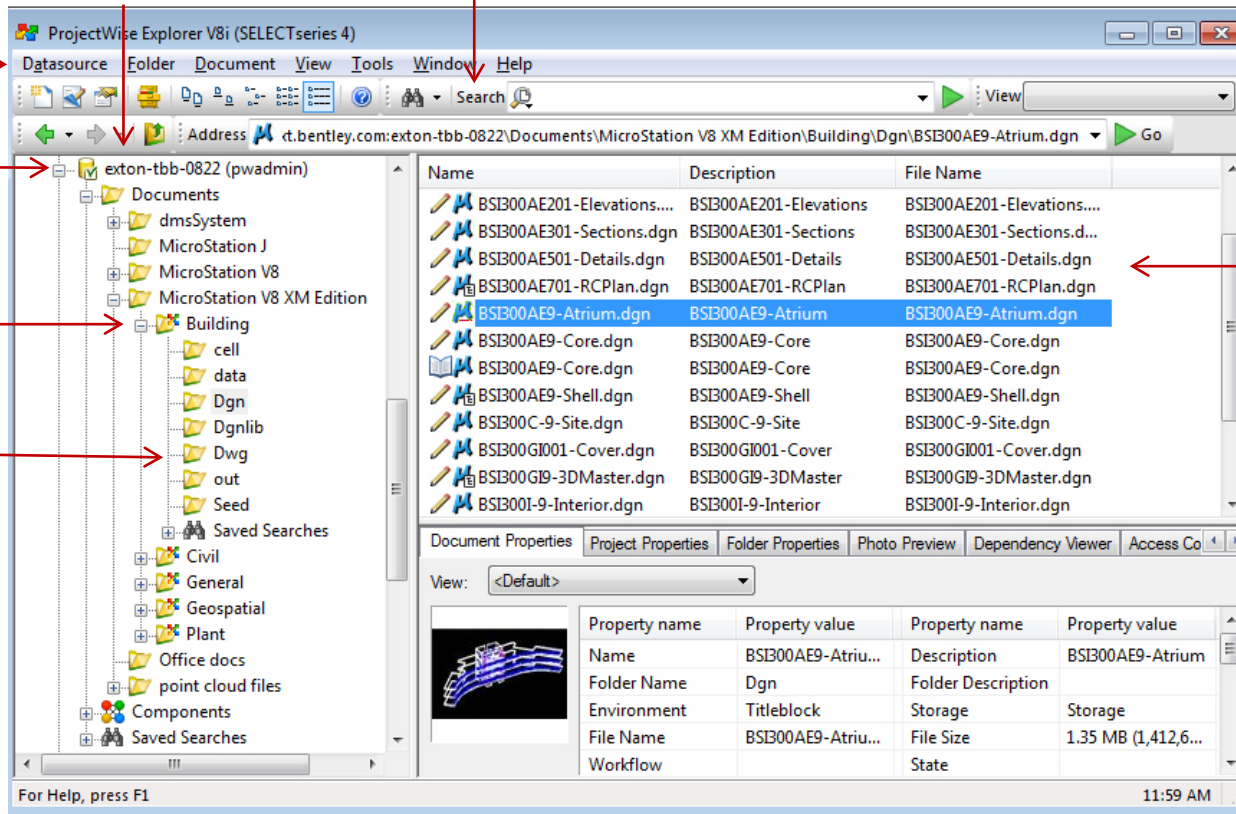 ProjectWise Explorer V8i (SELECTseries 4)
Datasource Folder Document View Tools Window Help
Search View
Address ct.bentley.com:exton-tbb-0822\Documents\MicroStation V8 XM Edition\Building\Dgn\BSI300AE9-Atrium.dgn Go
exton-tbb-0822 (pwadmin)
Documents
dmsSystem
MicroStation J
MicroStation V8
MicroStation V8 XM Edition
Building
cell
data
Dgn
Dgnlib
Dwg
out
Seed
Saved Searches
Civil
General
Geospatial
Plant
Office docs
point cloud files
Components
Saved Searches
Name Description File Name
BSI300AE201-Elevations.... BSI300AE201-Elevations BSI300AE201-Elevations....
BSI300AE301-Sections.dgn BSI300AE301-Sections BSI300AE301-Sections.d...
BSI300AE501-Details.dgn BSI300AE501-Details BSI300AE501-Details.dgn
BSI300AE701-RCPlan.dgn BSI300AE701-RCPlan BSI300AE701-RCPlan.dgn
BSI300AE9-Atrium.dgn BSI300AE9-Atrium BSI300AE9-Atrium.dgn
BSI300AE9-Core.dgn BSI300AE9-Core BSI300AE9-Core.dgn
BSI300AE9-Core.dgn BSI300AE9-Core BSI300AE9-Core.dgn
BSI300AE9-Shell.dgn BSI300AE9-Shell BSI300AE9-Shell.dgn
BSI300C-9-Site.dgn BSI300C-9-Site BSI300C-9-Site.dgn
BSI300GI001-Cover.dgn BSI300GI001-Cover BSI300GI001-Cover.dgn
BSI300GI9-3DMaster.dgn BSI300GI9-3DMaster BSI300GI9-3DMaster.dgn
BSI300I-9-Interior.dgn BSI300I-9-Interior BSI300I-9-Interior.dgn
Document Properties Project Properties Folder Properties Photo Preview Dependency Viewer Access Co
View: <Default>
Property name Property value Property name Property value
Name BSI300AE9-Atriu... Description BSI300AE9-Atrium
Folder Name Dgn Folder Description
Environment Titleblock Storage Storage
File Name BSI300AE9-Atriu... File Size 1.35 MB (1,412,6...
Workflow State
For Help, press F1 11:59 AM